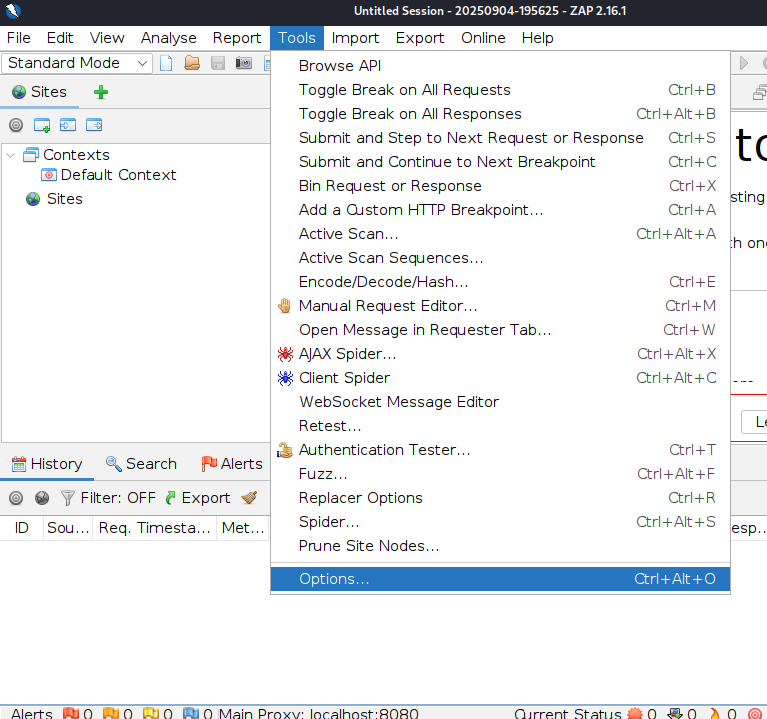 Untitled Session - 20250904-195625 - ZAP 2.16.1
File Edit View Analyse Report Tools Import Export Online Help
Standard Mode
Sites
Contexts
Default Context
Sites
Browse API
Toggle Break on All Requests Ctrl+B
Toggle Break on All Responses Ctrl+Alt+B
Submit and Step to Next Request or Response Ctrl+S
Submit and Continue to Next Breakpoint Ctrl+C
Bin Request or Response Ctrl+X
Add a Custom HTTP Breakpoint... Ctrl+A
Active Scan... Ctrl+Alt+A
Active Scan Sequences...
Encode/Decode/Hash... Ctrl+E
Manual Request Editor... Ctrl+M
Open Message in Requester Tab... Ctrl+W
AJAX Spider... Ctrl+Alt+X
Client Spider Ctrl+Alt+C
WebSocket Message Editor
Retest...
Authentication Tester... Ctrl+T
Fuzz... Ctrl+Alt+F
Replacer Options Ctrl+R
Spider... Ctrl+Alt+S
Prune Site Nodes...
Options... Ctrl+Alt+O
to
sting
th on
Le
History Search Alerts
Filter: OFF Export
ID Sou... Req. Timesta... Met... esp...
Alerts 0 0 0 0 Main Proxy: localhost:8080 Current Status 0 0 0